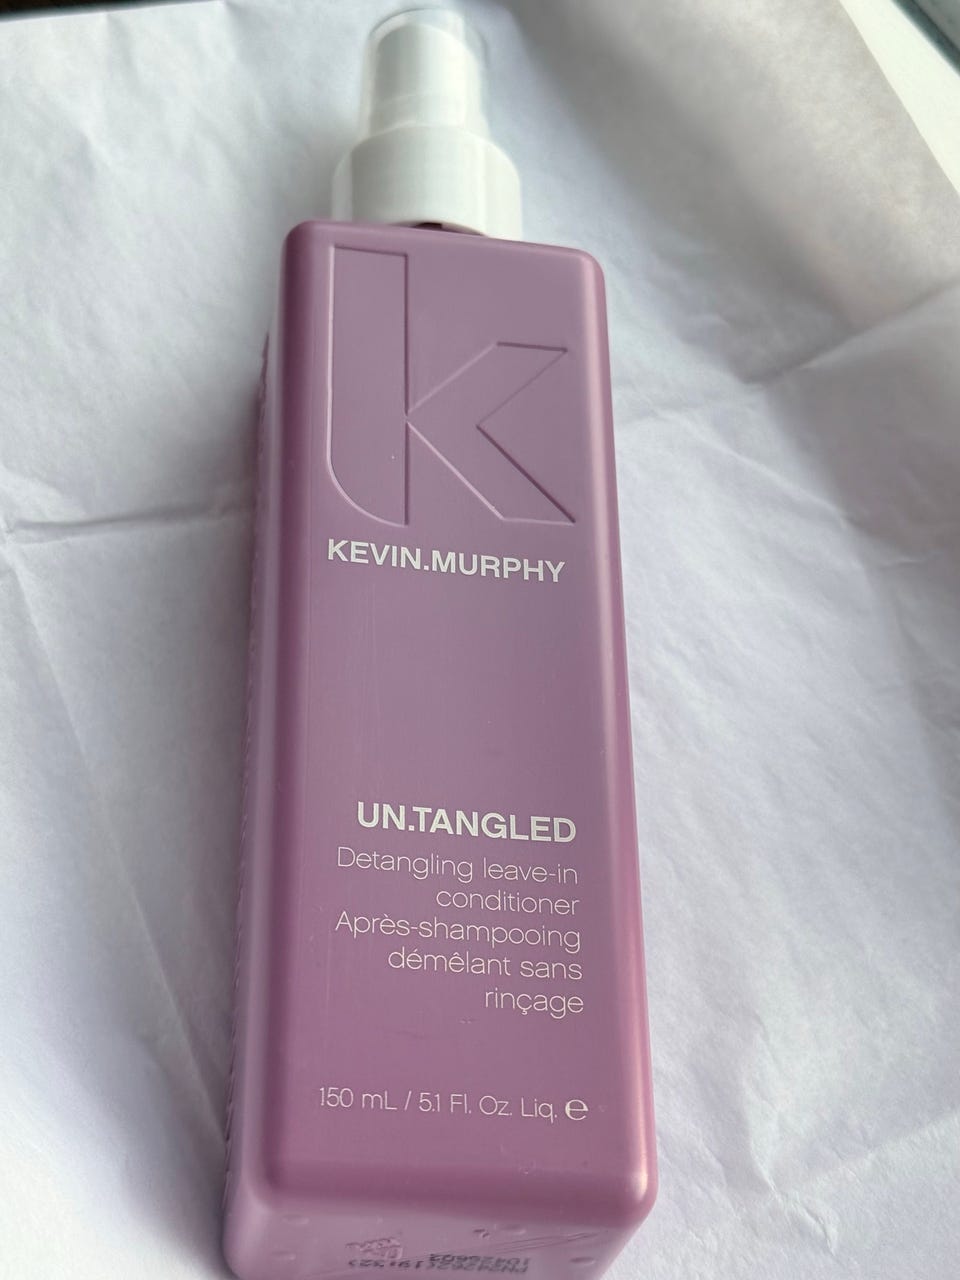 k
KEVIN.MURPHY
UN.TANGLED
Detangling leave-in
conditioner
Après-shampooing
démêlant sans
rinçage
150 mL / 5.1 Fl. Oz. Liq. ℮